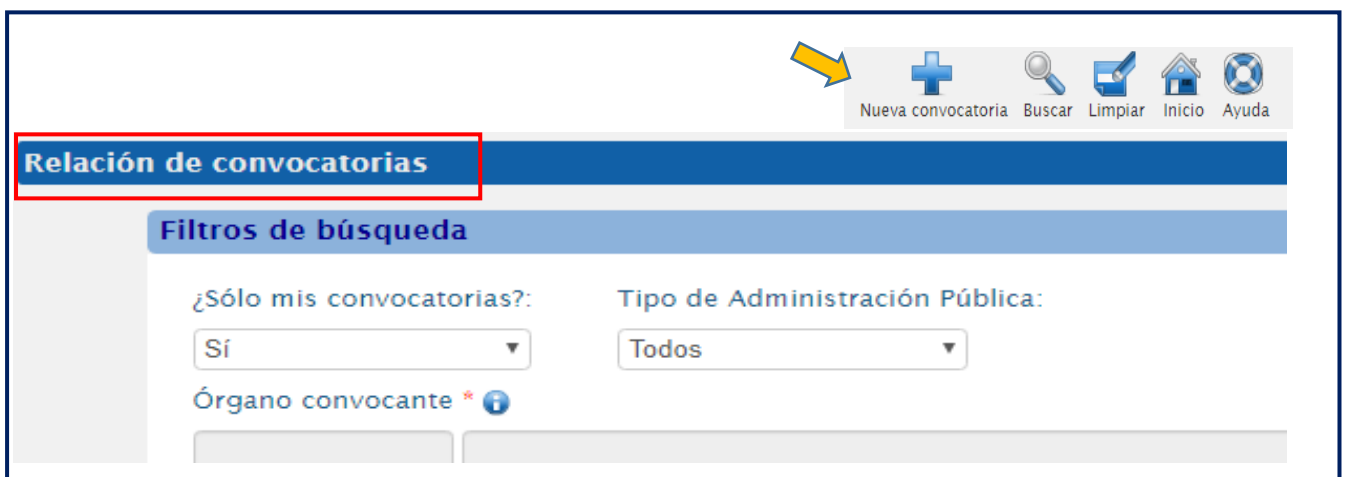 Nueva convocatoria Buscar Limpiar Inicio Ayuda
Relación de convocatorias
Filtros de búsqueda
¿Sólo mis convocatorias?: Tipo de Administración Pública:
Sí Todos
Órgano convocante *